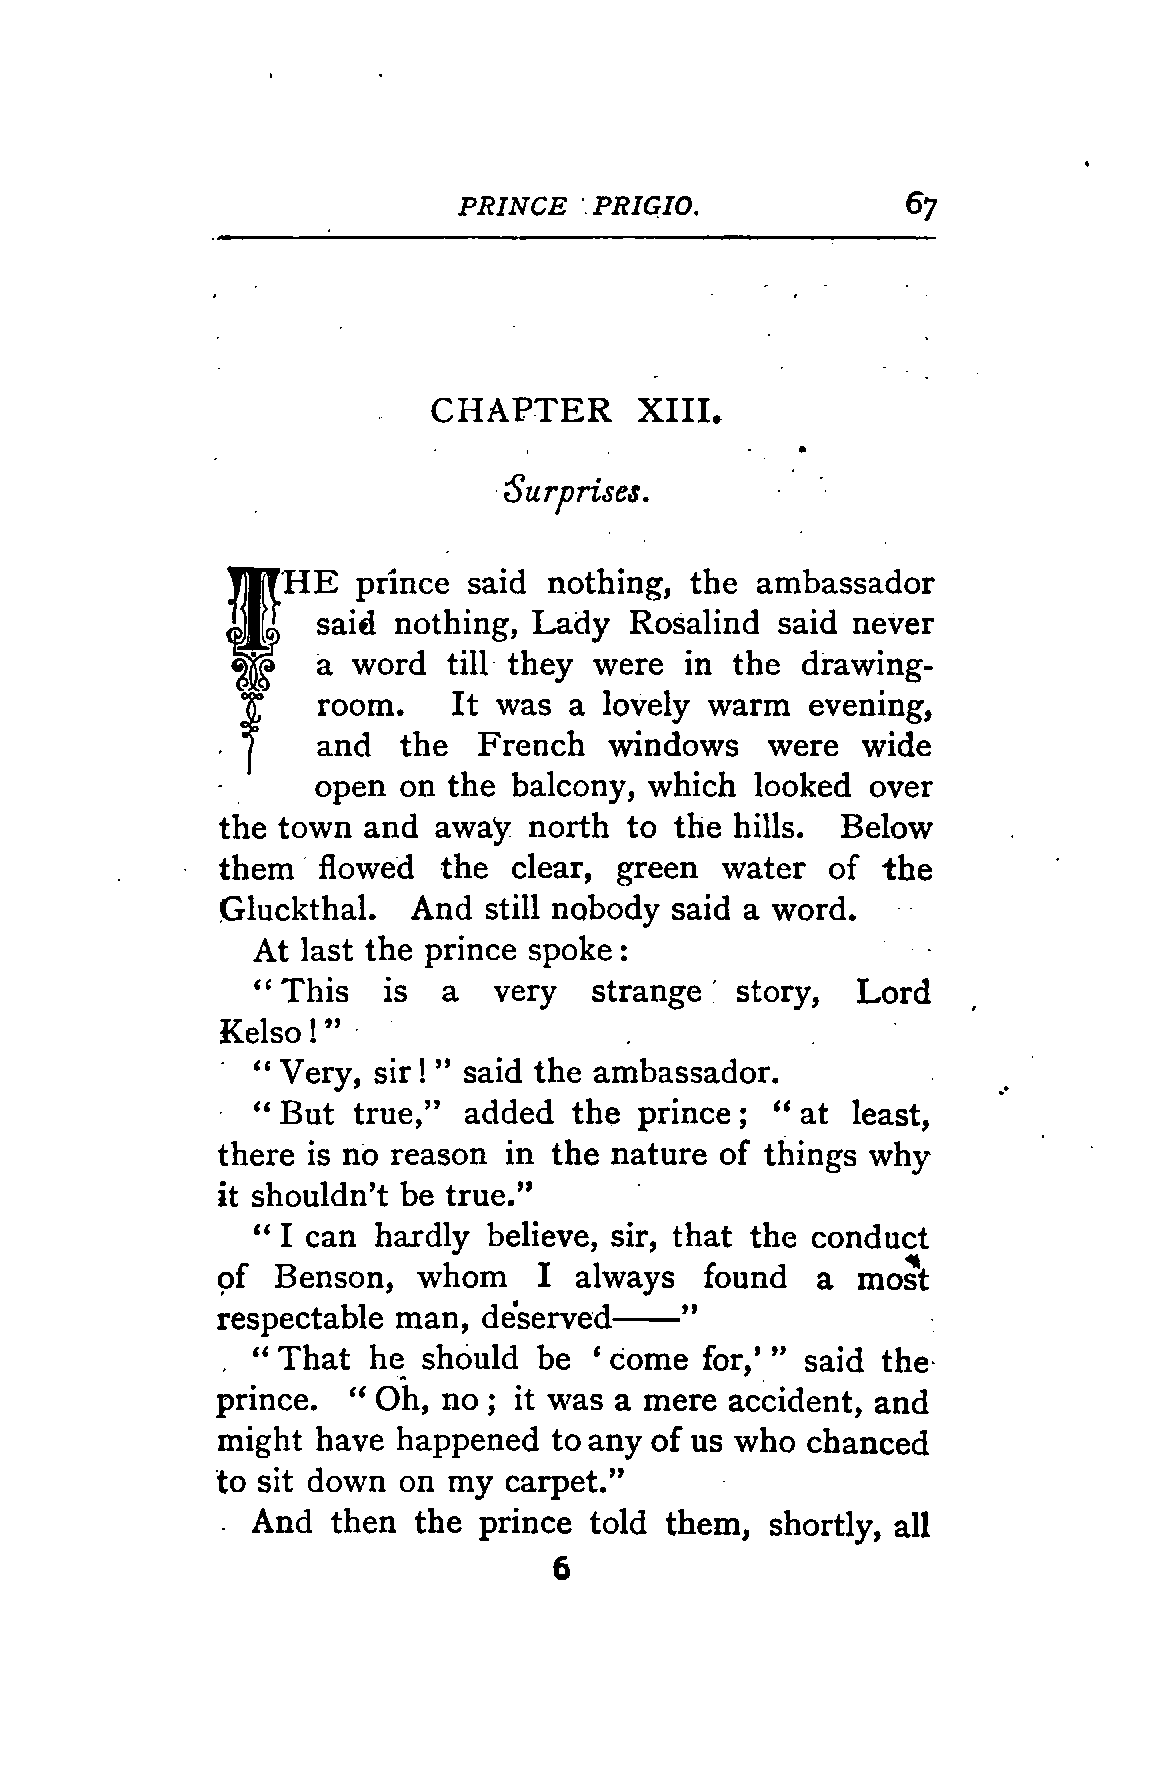 PRINCE PRIGIO. 67
CHAPTER XIII.
Surprises.
THE prince said nothing, the ambassador
said nothing, Lady Rosalind said never
a word till they were in the drawing-
room. It was a lovely warm evening,
and the French windows were wide
open on the balcony, which looked over
the town and away north to the hills. Below
them flowed the clear, green water of the
Gluckthal. And still nobody said a word.
At last the prince spoke:
"This is a very strange story, Lord
Kelso!"
"Very, sir!" said the ambassador.
"But true," added the prince; "at least,
there is no reason in the nature of things why
it shouldn't be true."
"I can hardly believe, sir, that the conduct
of Benson, whom I always found a most
respectable man, deserved——"
"That he should be 'come for,'" said the
prince. "Oh, no; it was a mere accident, and
might have happened to any of us who chanced
to sit down on my carpet."
And then the prince told them, shortly, all
6